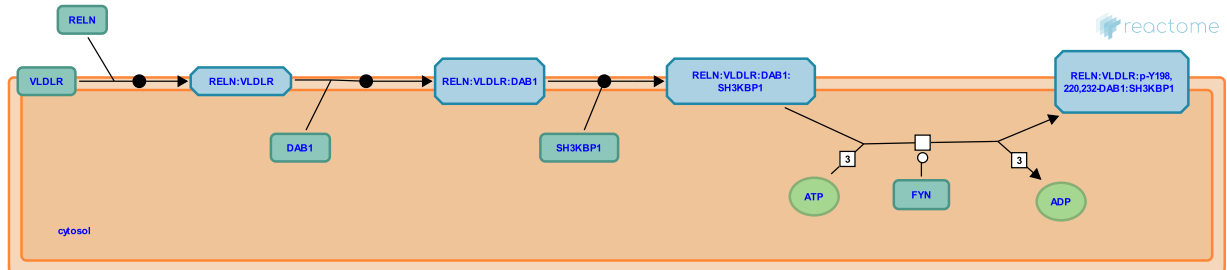 RELN
reactome
VLDLR
RELN:VLDLR
RELN:VLDLR:DAB1
RELN:VLDLR:DAB1:
SH3KBP1
RELN:VLDLR:p-Y198,
220,232-DAB1:SH3KBP1
DAB1
SH3KBP1
3
3
ATP
FYN
ADP
cytosol